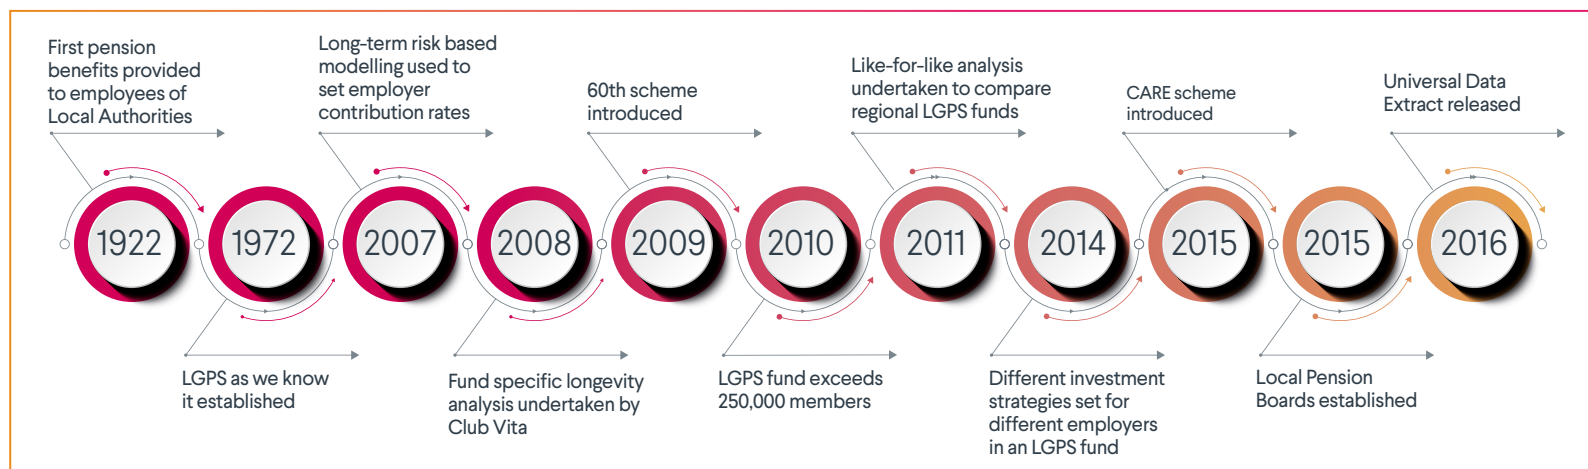 First pension
benefits provided
to employees of
Local Authorities
Long-term risk based
modelling used to
set employer
contribution rates
60th scheme
introduced
Like-for-like analysis
undertaken to compare
regional LGPS funds
CARE scheme
introduced
Universal Data
Extract released
1922
1972
2007
2008
2009
2010
2011
2014
2015
2015
2016
LGPS as we know
it established
Fund specific longevity
analysis undertaken by
Club Vita
LGPS fund exceeds
250,000 members
Different investment
strategies set for
different employers
in an LGPS fund
Local Pension
Boards established